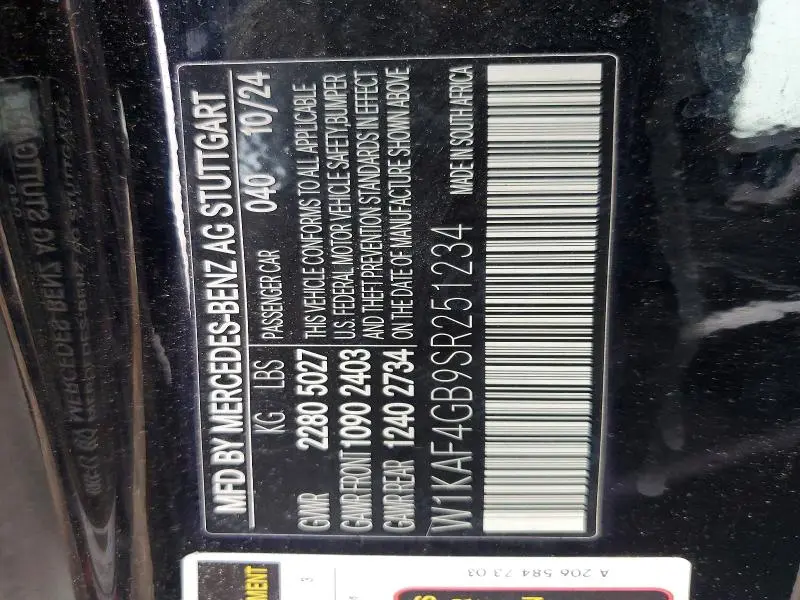 MFD BY MERCEDES-BENZ AG STUTTGART
KG LBS PASSENGER CAR 040 10/24
GVWR 2280 5027 THIS VEHICLE CONFORMS TO ALL APPLICABLE
GAWR FRONT 1090 2403 U.S. FEDERAL MOTOR VEHICLE SAFETY, BUMPER
GAWR REAR 1240 2734 AND THEFT PREVENTION STANDARDS IN EFFECT
ON THE DATE OF MANUFACTURE SHOWN ABOVE
W1KAF4GB9SR251234 MADE IN SOUTH AFRICA
A 206 584 73 03